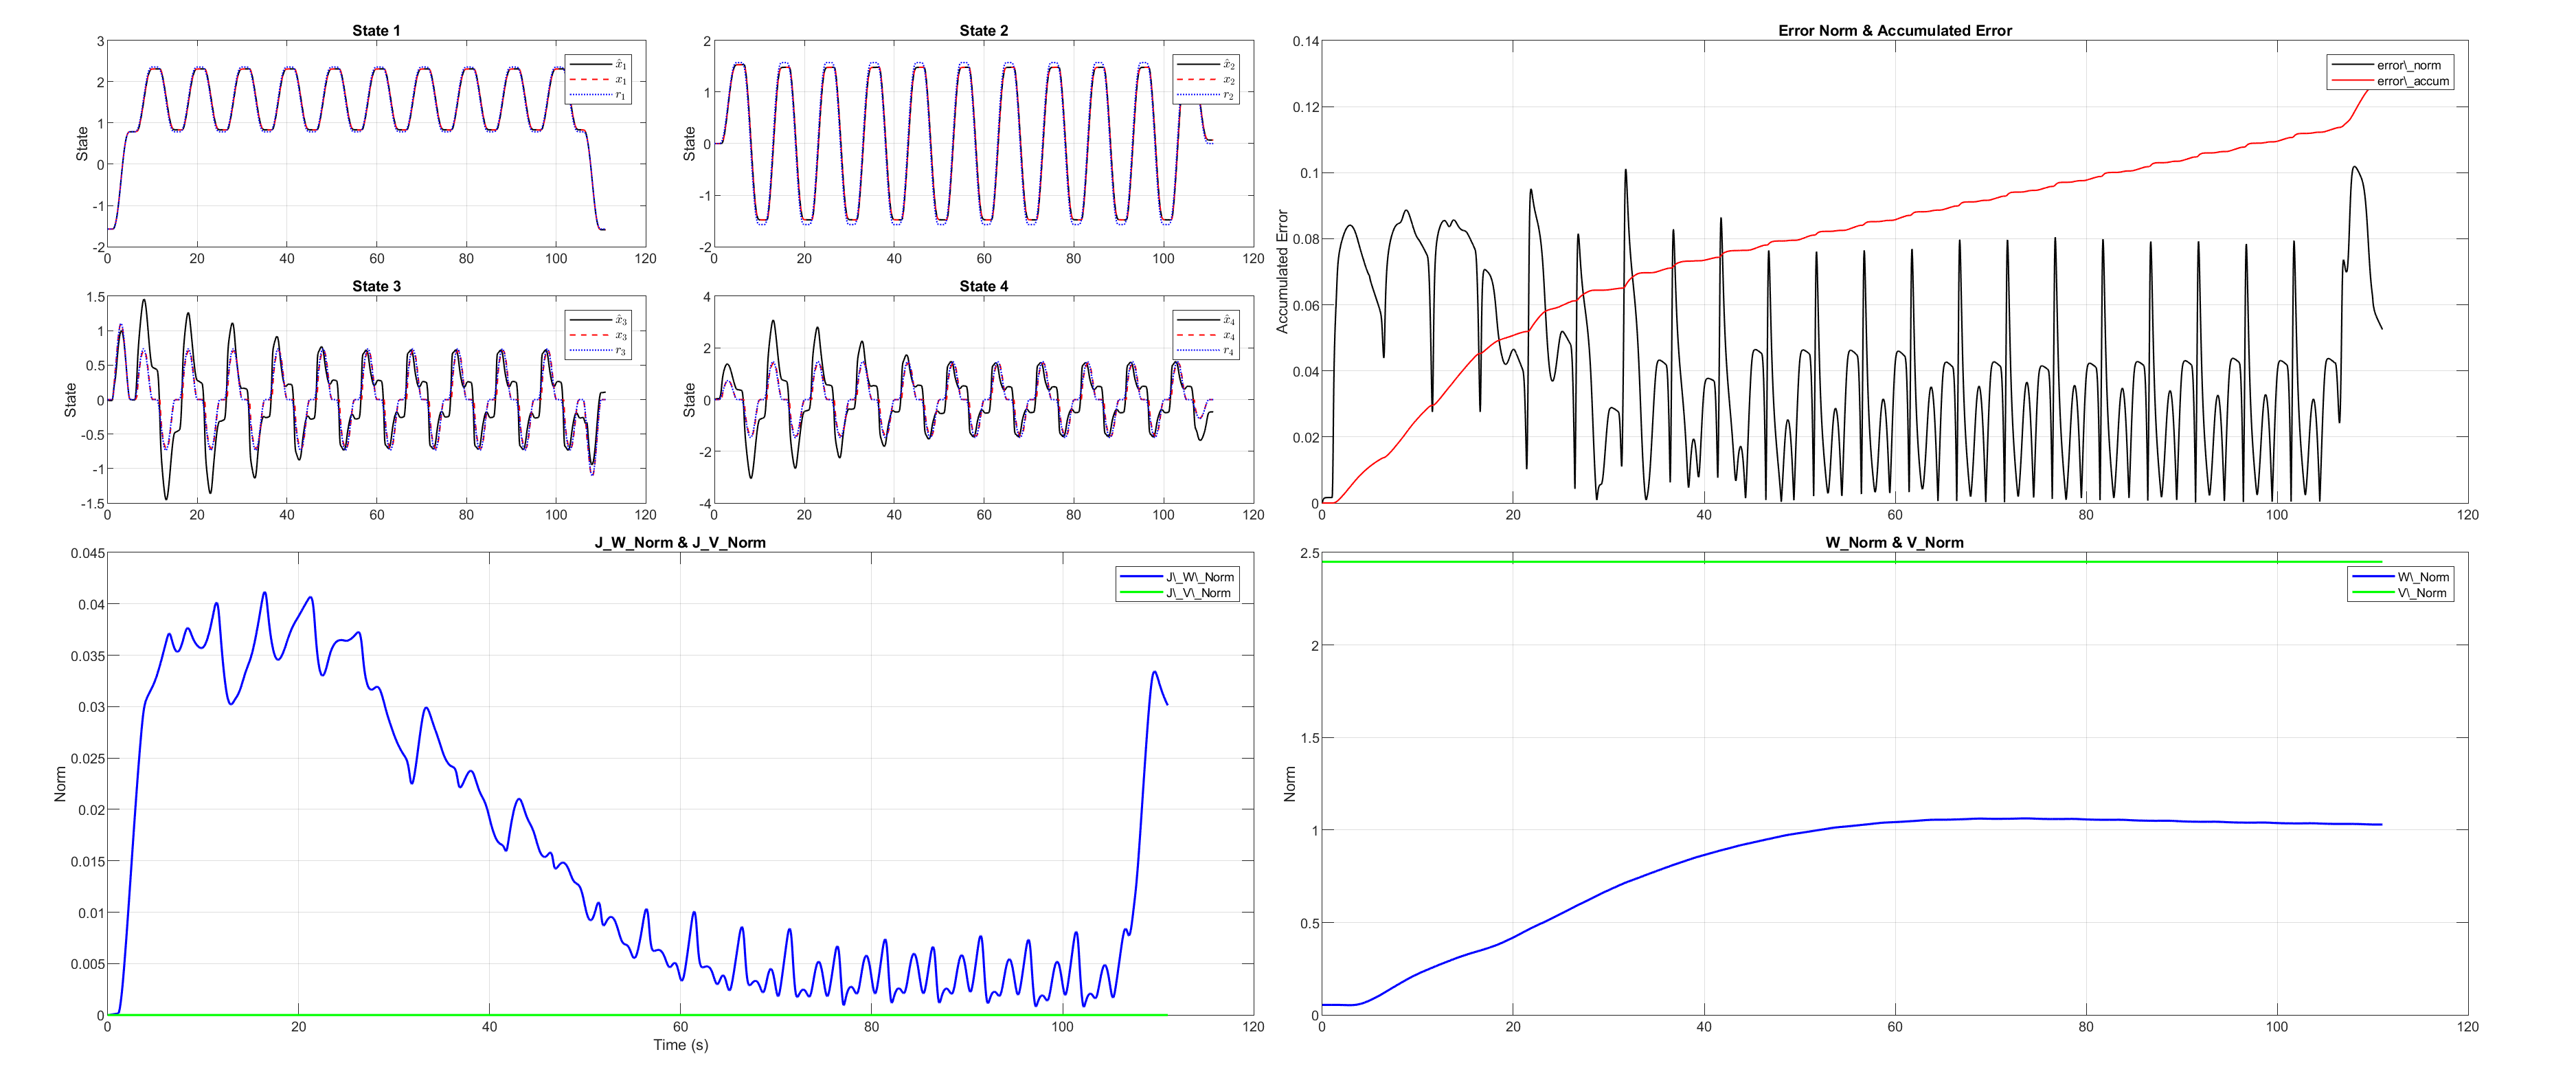 State 1
3
2
1
0
-1
-2
State
0 20 40 60 80 100 120
x̂₁
x₁
r₁
State 2
2
1
0
-1
-2
State
0 20 40 60 80 100 120
x̂₂
x₂
r₂
State 3
1.5
1
0.5
0
-0.5
-1
-1.5
State
0 20 40 60 80 100 120
x̂₃
x₃
r₃
State 4
4
2
0
-2
-4
State
0 20 40 60 80 100 120
x̂₄
x₄
r₄
Error Norm & Accumulated Error
0.14
0.12
0.1
0.08
0.06
0.04
0.02
0
Accumulated Error
0 20 40 60 80 100 120
error\_norm
error\_accum
J_W_Norm & J_V_Norm
0.045
0.04
0.035
0.03
0.025
0.02
0.015
0.01
0.005
0
Norm
0 20 40 60 80 100 120
Time (s)
J\_W\_Norm
J\_V\_Norm
W_Norm & V_Norm
2.5
2
1.5
1
0.5
0
Norm
0 20 40 60 80 100 120
W\_Norm
V\_Norm